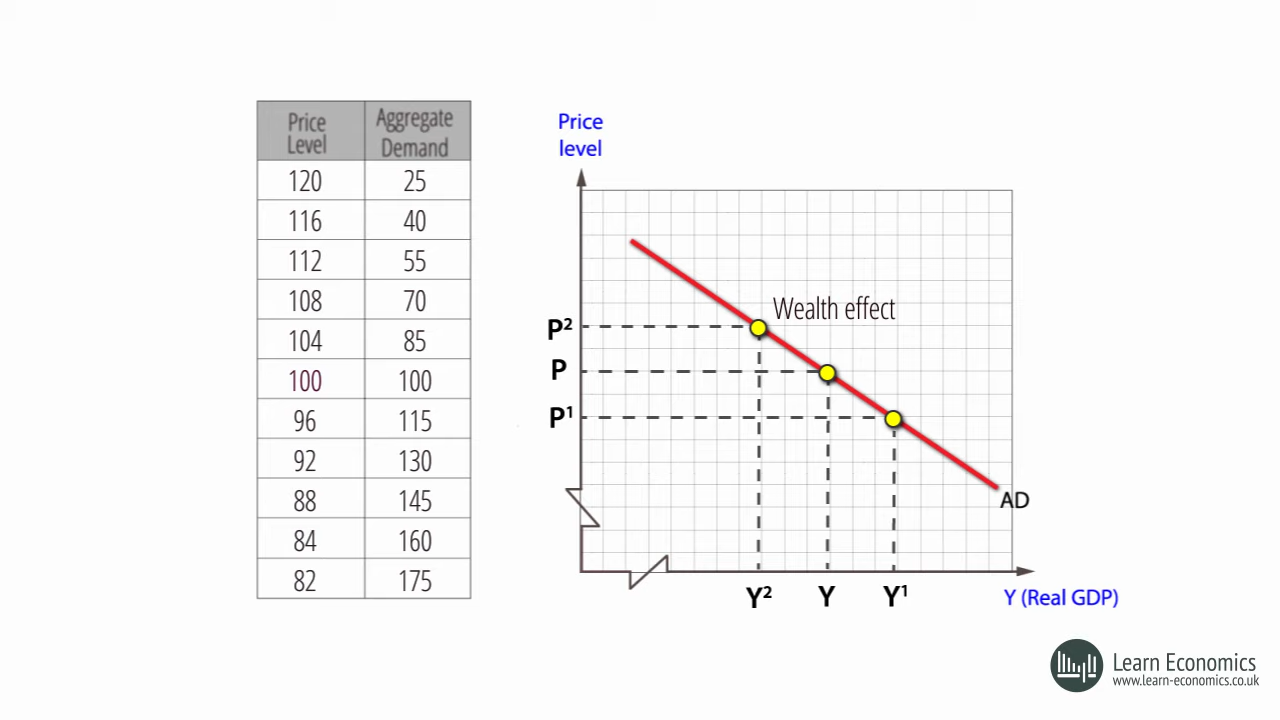 Price Level Aggregate Demand
120 25
116 40
112 55
108 70
104 85
100 100
96 115
92 130
88 145
84 160
82 175
Price
level
Wealth effect
P²
P
P¹
AD
Y² Y Y¹
Y (Real GDP)
Learn Economics
www.learn-economics.co.uk